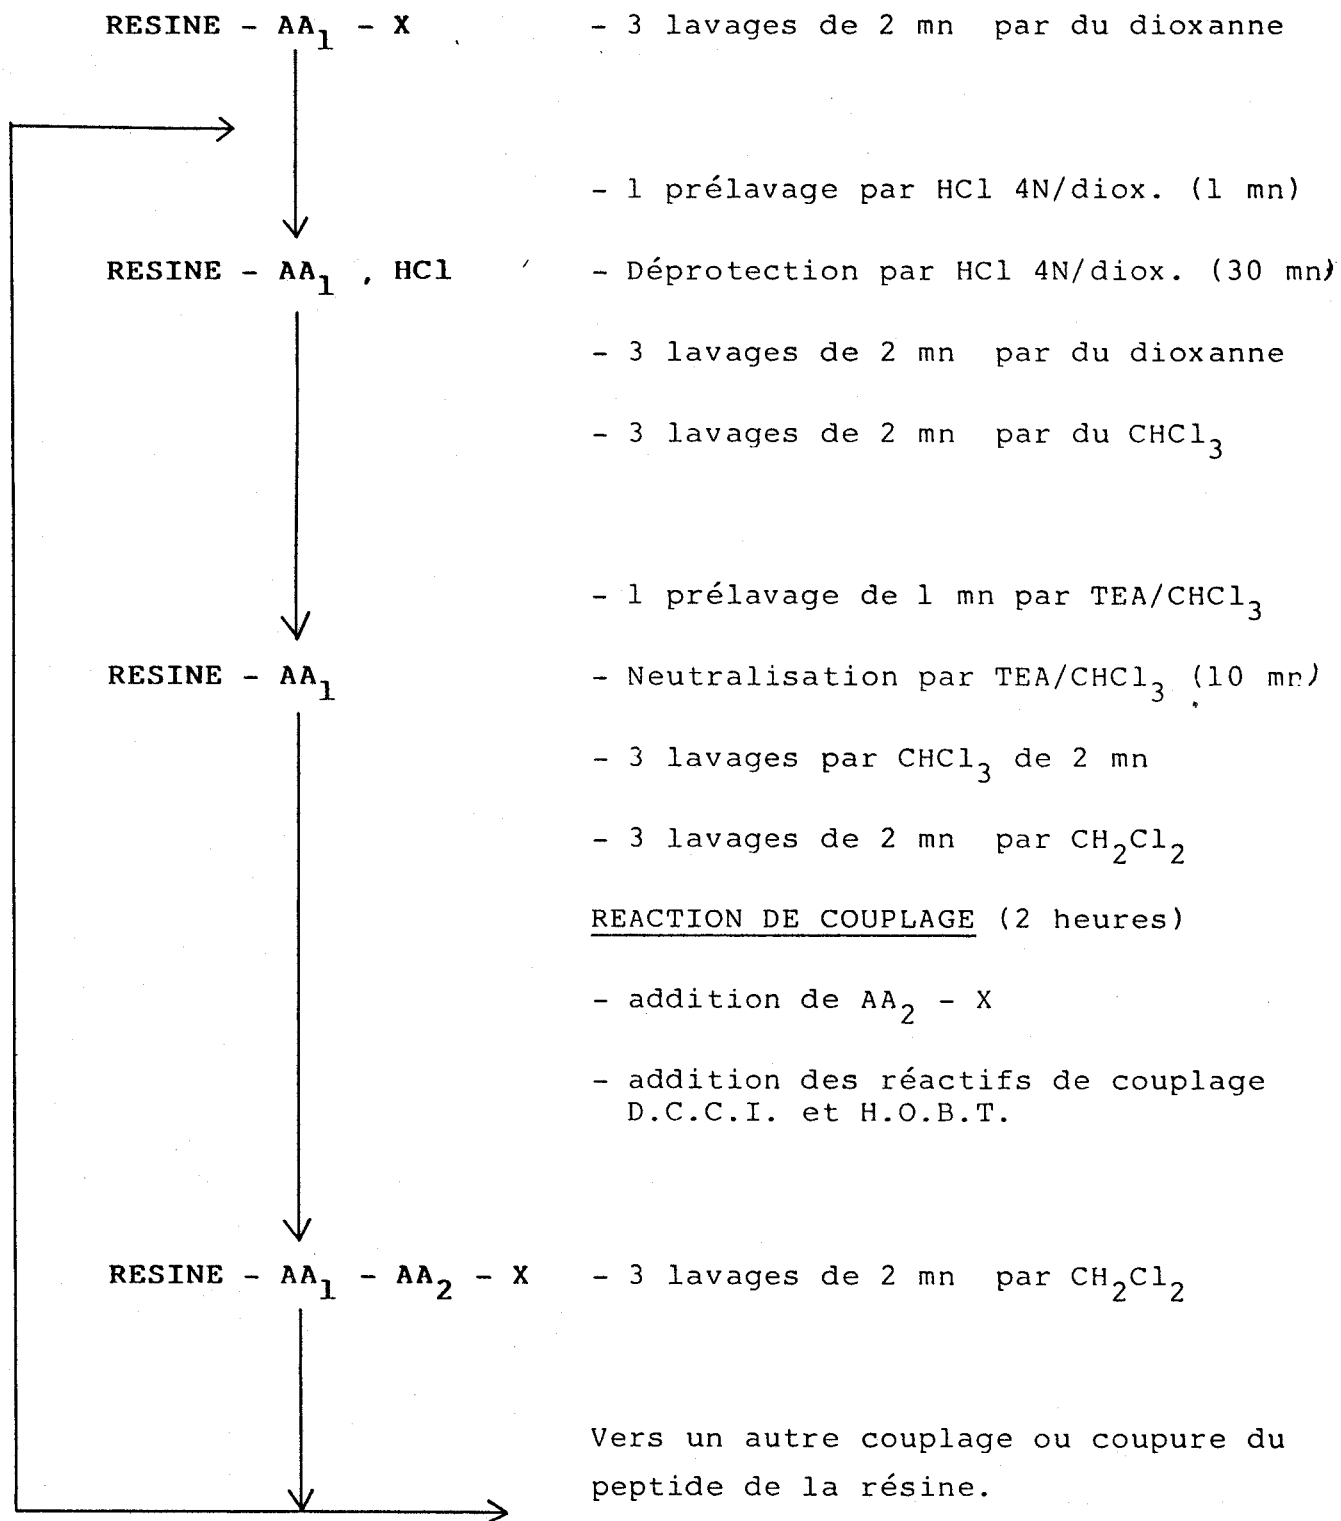 RESINE - AA1 - X - 3 lavages de 2 mn par du dioxanne
- 1 prélavage par HCl 4N/diox. (1 mn)
RESINE - AA1 , HCl - Déprotection par HCl 4N/diox. (30 mn)
- 3 lavages de 2 mn par du dioxanne
- 3 lavages de 2 mn par du CHCl3
- 1 prélavage de 1 mn par TEA/CHCl3
RESINE - AA1 - Neutralisation par TEA/CHCl3 (10 mn)
- 3 lavages par CHCl3 de 2 mn
- 3 lavages de 2 mn par CH2Cl2
REACTION DE COUPLAGE (2 heures)
- addition de AA2 - X
- addition des réactifs de couplage
D.C.C.I. et H.O.B.T.
RESINE - AA1 - AA2 - X - 3 lavages de 2 mn par CH2Cl2
Vers un autre couplage ou coupure du
peptide de la résine.